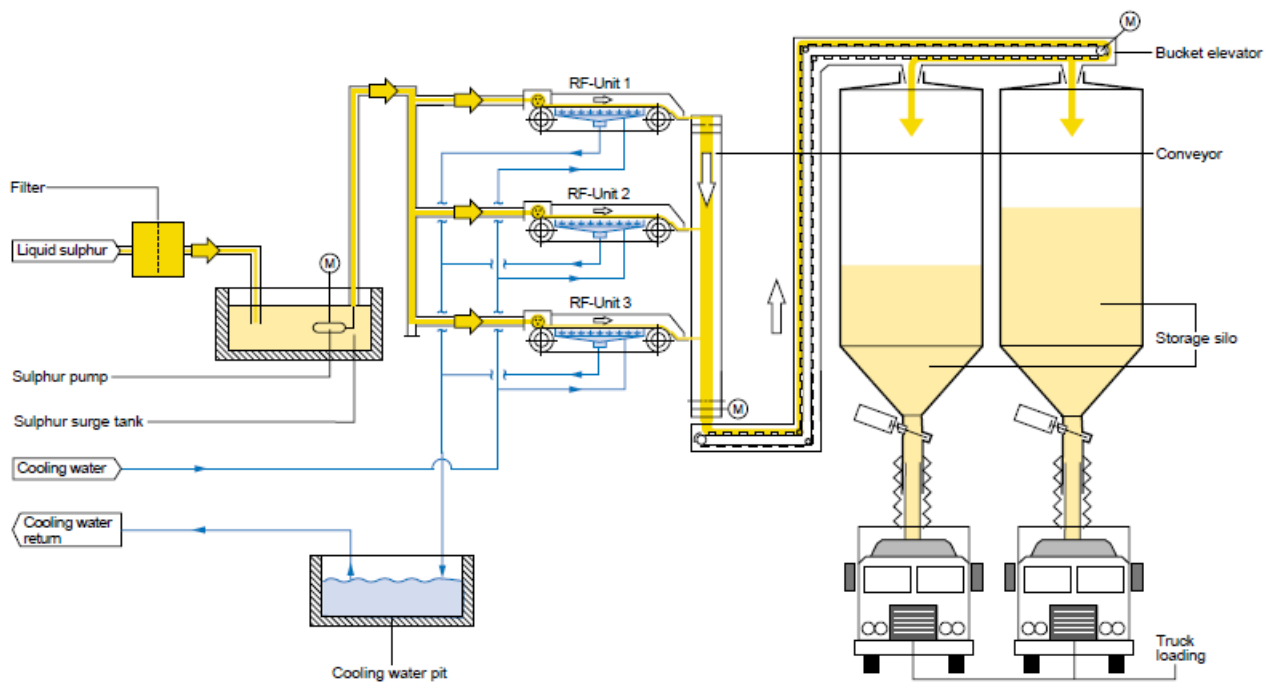 M
Bucket elevator
RF-Unit 1
Conveyor
Filter
RF-Unit 2
Liquid sulphur
M
RF-Unit 3
Storage silo
Sulphur pump
M
Sulphur surge tank
Cooling water
Cooling water
return
Truck
loading
Cooling water pit